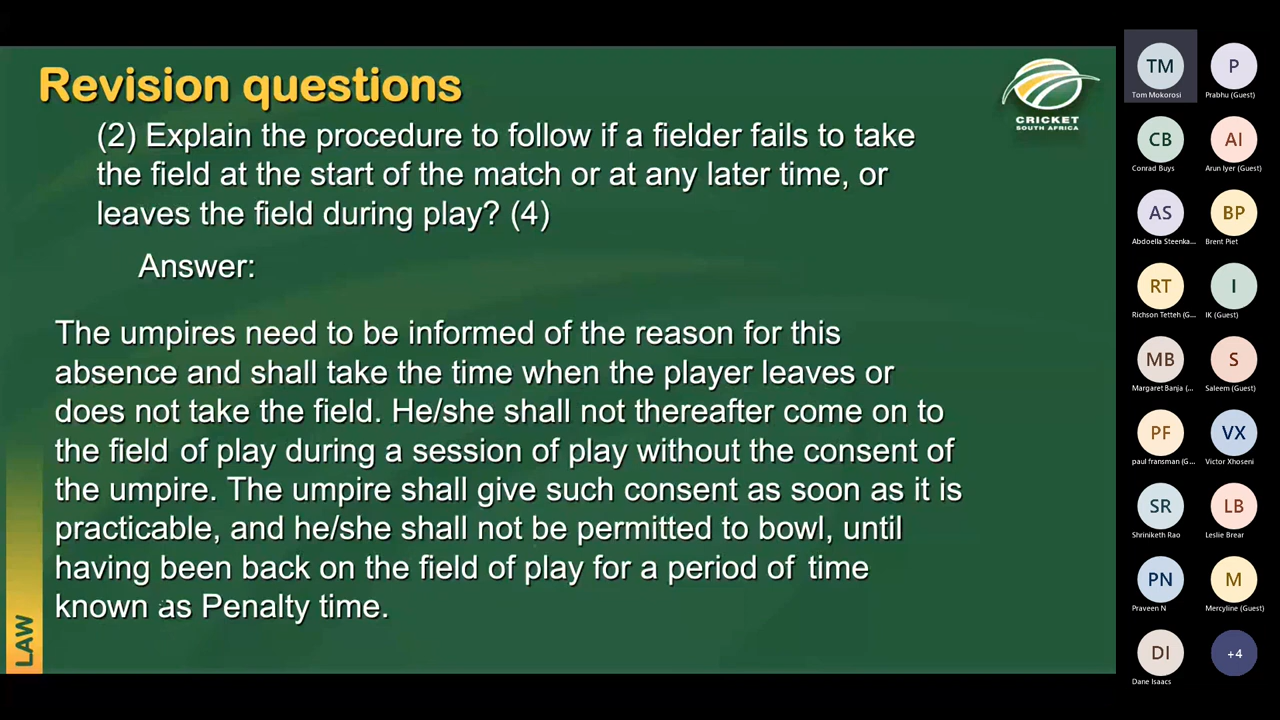 Revision questions
(2) Explain the procedure to follow if a fielder fails to take
the field at the start of the match or at any later time, or
leaves the field during play? (4)
Answer:
The umpires need to be informed of the reason for this
absence and shall take the time when the player leaves or
does not take the field. He/she shall not thereafter come on to
the field of play during a session of play without the consent of
the umpire. The umpire shall give such consent as soon as it is
practicable, and he/she shall not be permitted to bowl, until
having been back on the field of play for a period of time
known as Penalty time.
LAW
CRICKET
SOUTH AFRICA
TM
Tom Mokorosi
P
Prabhu (Guest)
CB
Conrad Buys
AI
Arun Iyer (Guest)
AS
Abdoella Steenka...
BP
Brent Piet
RT
Richson Tetteh (G...
I
IK (Guest)
MB
Margaret Banja (...
S
Saleem (Guest)
PF
paul fransman (G...
VX
Victor Xhoseni
SR
Shriniketh Rao
LB
Leslie Brear
PN
Praveen N
M
Mercyline (Guest)
DI
Dane Isaacs
+4